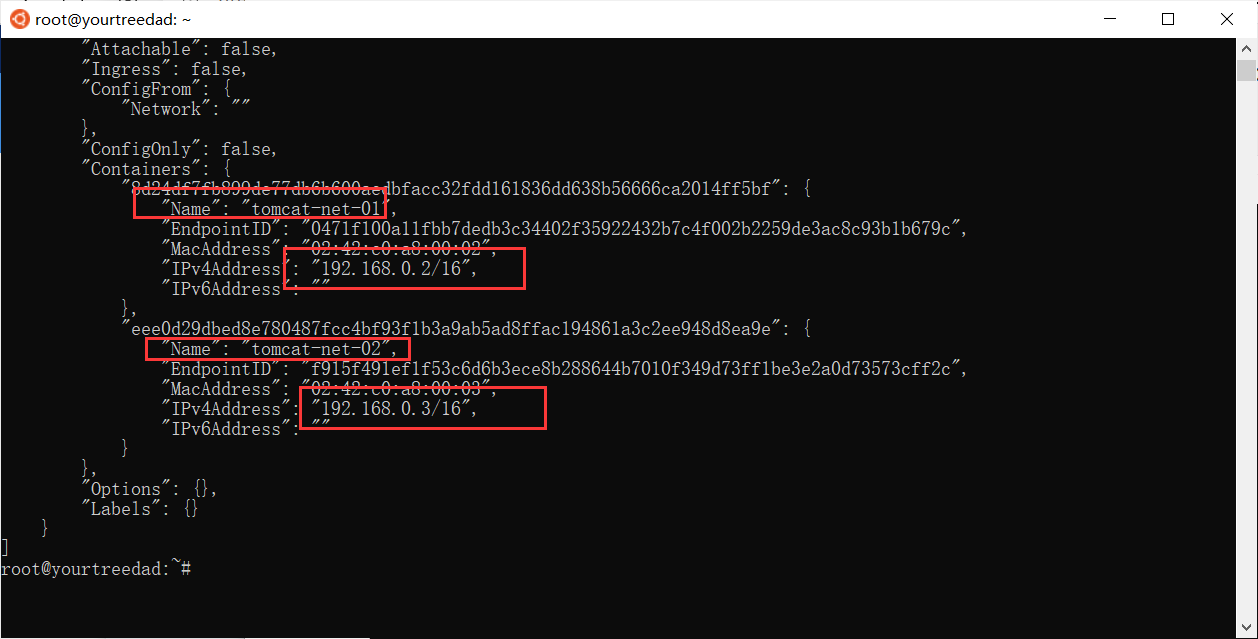 root@yourtreedad: ~
"Attachable": false,
"Ingress": false,
"ConfigFrom": {
"Network": ""
},
"ConfigOnly": false,
"Containers": {
"8d24df7fb899de77db6b600aedbfacc32fdd161836dd638b56666ca2014ff5bf": {
"Name": "tomcat-net-01",
"EndpointID": "0471f100a11fbb7dedb3c34402f35922432b7c4f002b2259de3ac8c93b1b679c",
"MacAddress": "02:42:c0:a8:00:02",
"IPv4Address": "192.168.0.2/16",
"IPv6Address": ""
},
"eee0d29dbed8e780487fcc4bf93f1b3a9ab5ad8ffac194861a3c2ee948d8ea9e": {
"Name": "tomcat-net-02",
"EndpointID": "f915f491ef1f53c6d6b3ece8b288644b7010f349d73ff1be3e2a0d73573cff2c",
"MacAddress": "02:42:c0:a8:00:03",
"IPv4Address": "192.168.0.3/16",
"IPv6Address": ""
}
},
"Options": {},
"Labels": {}
}
]
root@yourtreedad:~#